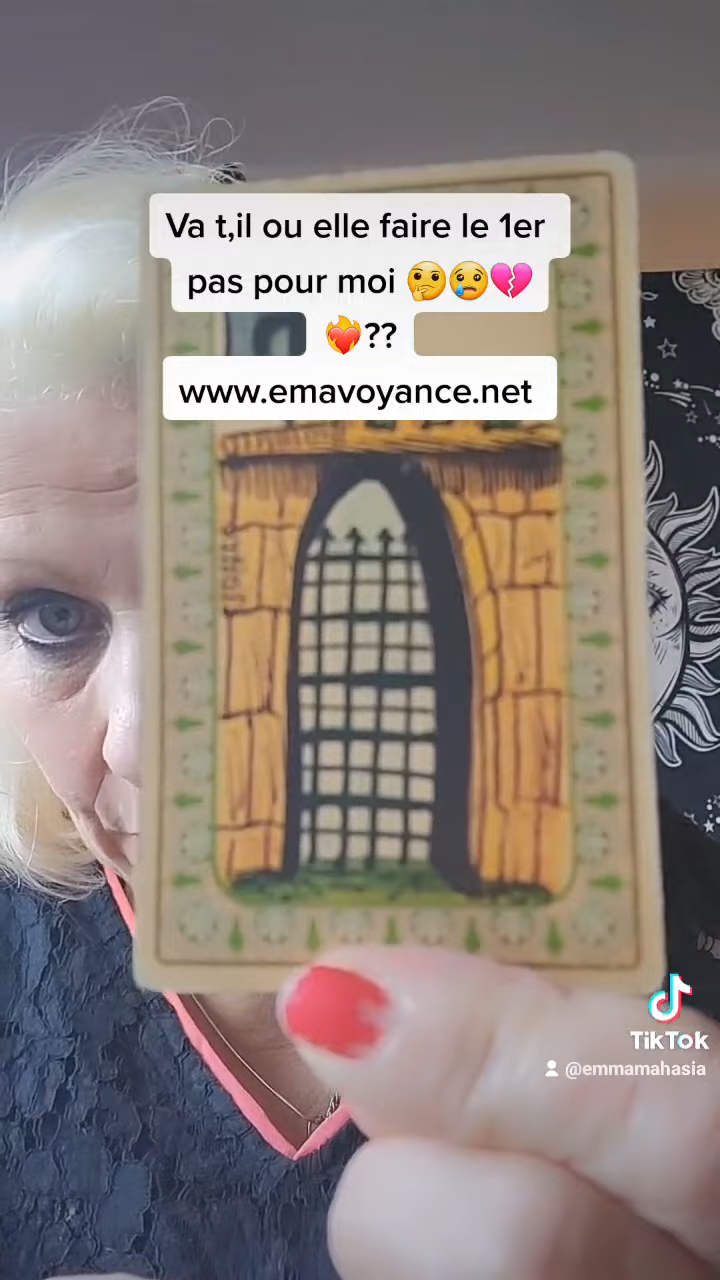 Va t,il ou elle faire le 1er
pas pour moi 🤔😢💔
❤️‍🔥??
www.emavoyance.net
TikTok
@emmamahasia